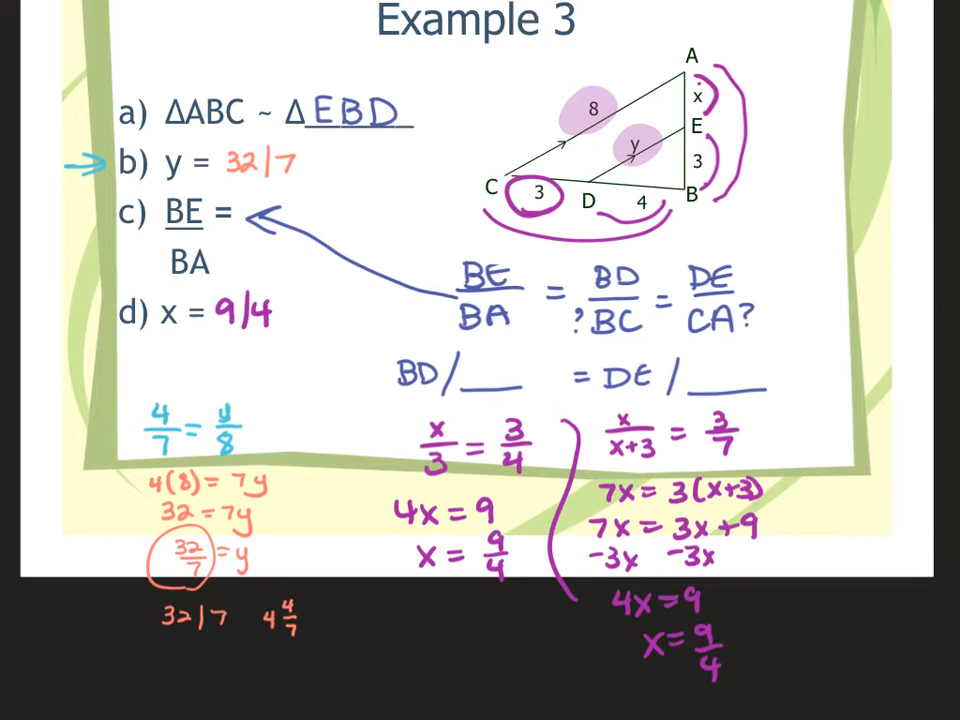 Example 3
a) ΔABC ~ Δ EBD
b) y = 32/7
c) BE =
BA
d) x = 9/4
A
x
8
E
y
3
C
3
D
4
B
BE/BA = BD/BC = DE/CA
? ?
BD/___ = DE/___
4/7 = y/8
4(8) = 7y
32 = 7y
32/7 = y
32/7 4 4/7
x/3 = 3/4
4x = 9
x = 9/4
x/x+3 = 3/7
7x = 3(x+3)
7x = 3x+9
-3x -3x
4x = 9
x = 9/4